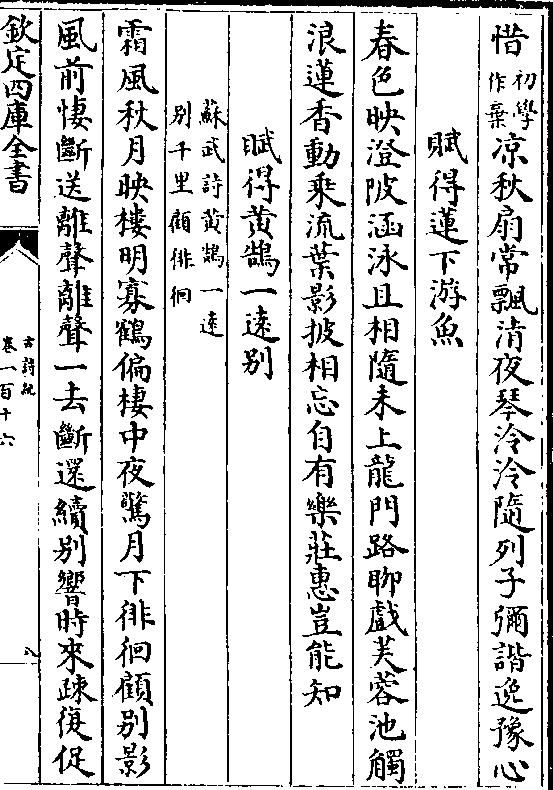 惜初學作棄凉秋扇常飄清夜琴泠泠隨列子彌諧逸豫心
賦得蓮下游魚
春色映澄陂涵泳且相隨未上龍門路聊戲芙蓉池觸
浪蓮香動乘流葉影披相忘自有樂莊惠豈能知
賦得黄鵠一遠别
蘇武詩黄鵠一遠
别千里顧徘徊
霜風秋月映樓明寡鶴偏棲中夜驚月下徘徊顧别影
風前悽斷送離聲離聲一去斷還續别響時來疎復促
欽定四庫全書
古詩紀
卷一百十六
八